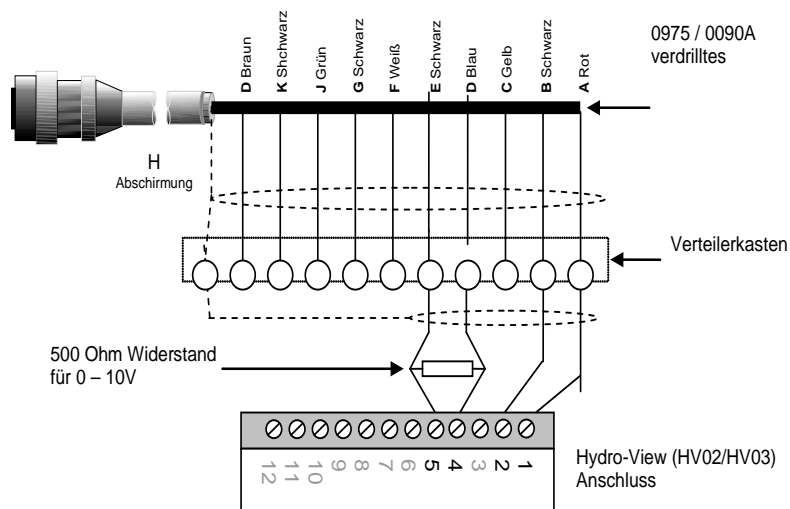 D Braun
K Shchwarz
J Grün
G Schwarz
F Weiß
E Schwarz
D Blau
C Gelb
B Schwarz
A Rot
0975 / 0090A
verdrilltes
H
Abschirmung
Verteilerkasten
500 Ohm Widerstand
für 0 – 10V
12
11
10
9
8
7
6
5
4
3
2
1
Hydro-View (HV02/HV03)
Anschluss